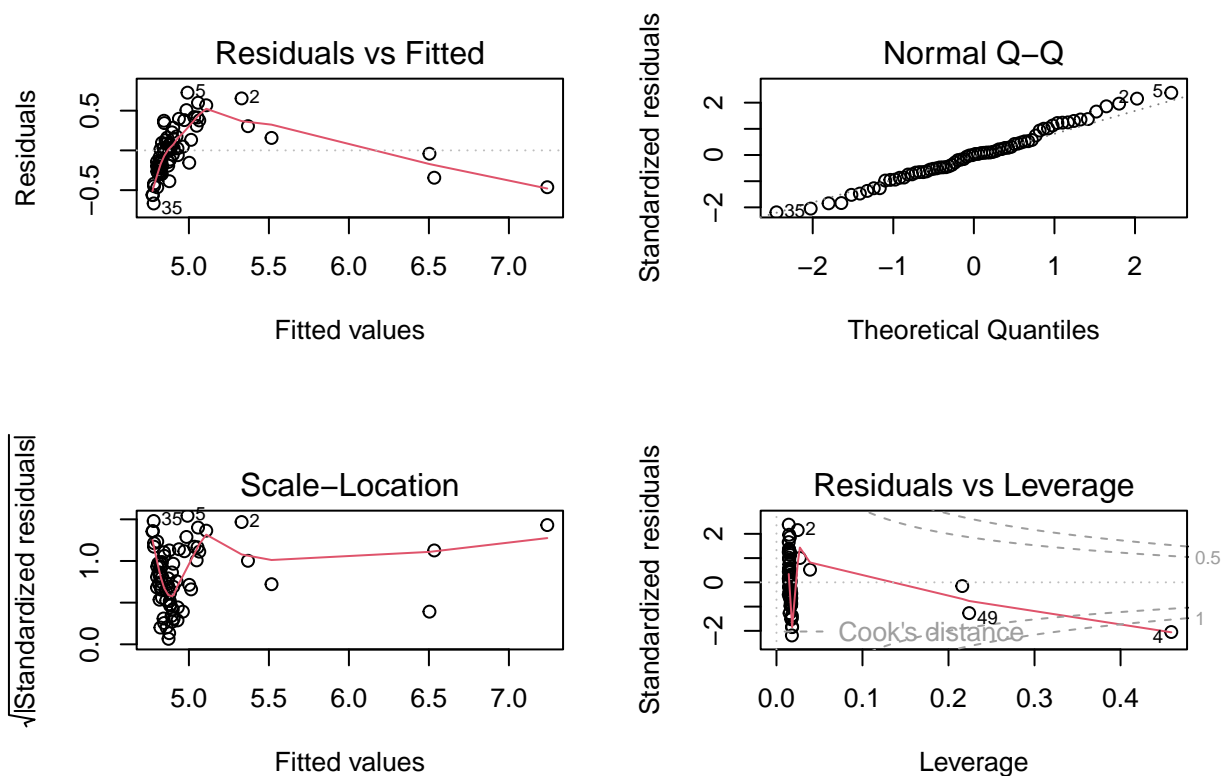 Residuals vs Fitted
Residuals
0.5
−0.5
5
2
35
5.0 5.5 6.0 6.5 7.0
Fitted values
Normal Q−Q
Standardized residuals
2
0
−2
2
5
35
−2 −1 0 1 2
Theoretical Quantiles
Scale−Location
√|Standardized residuals|
1.0
0.0
35
5
2
5.0 5.5 6.0 6.5 7.0
Fitted values
Residuals vs Leverage
Standardized residuals
2
0
−2
2
49
4
0.5
1
Cook's distance
0.0 0.1 0.2 0.3 0.4
Leverage